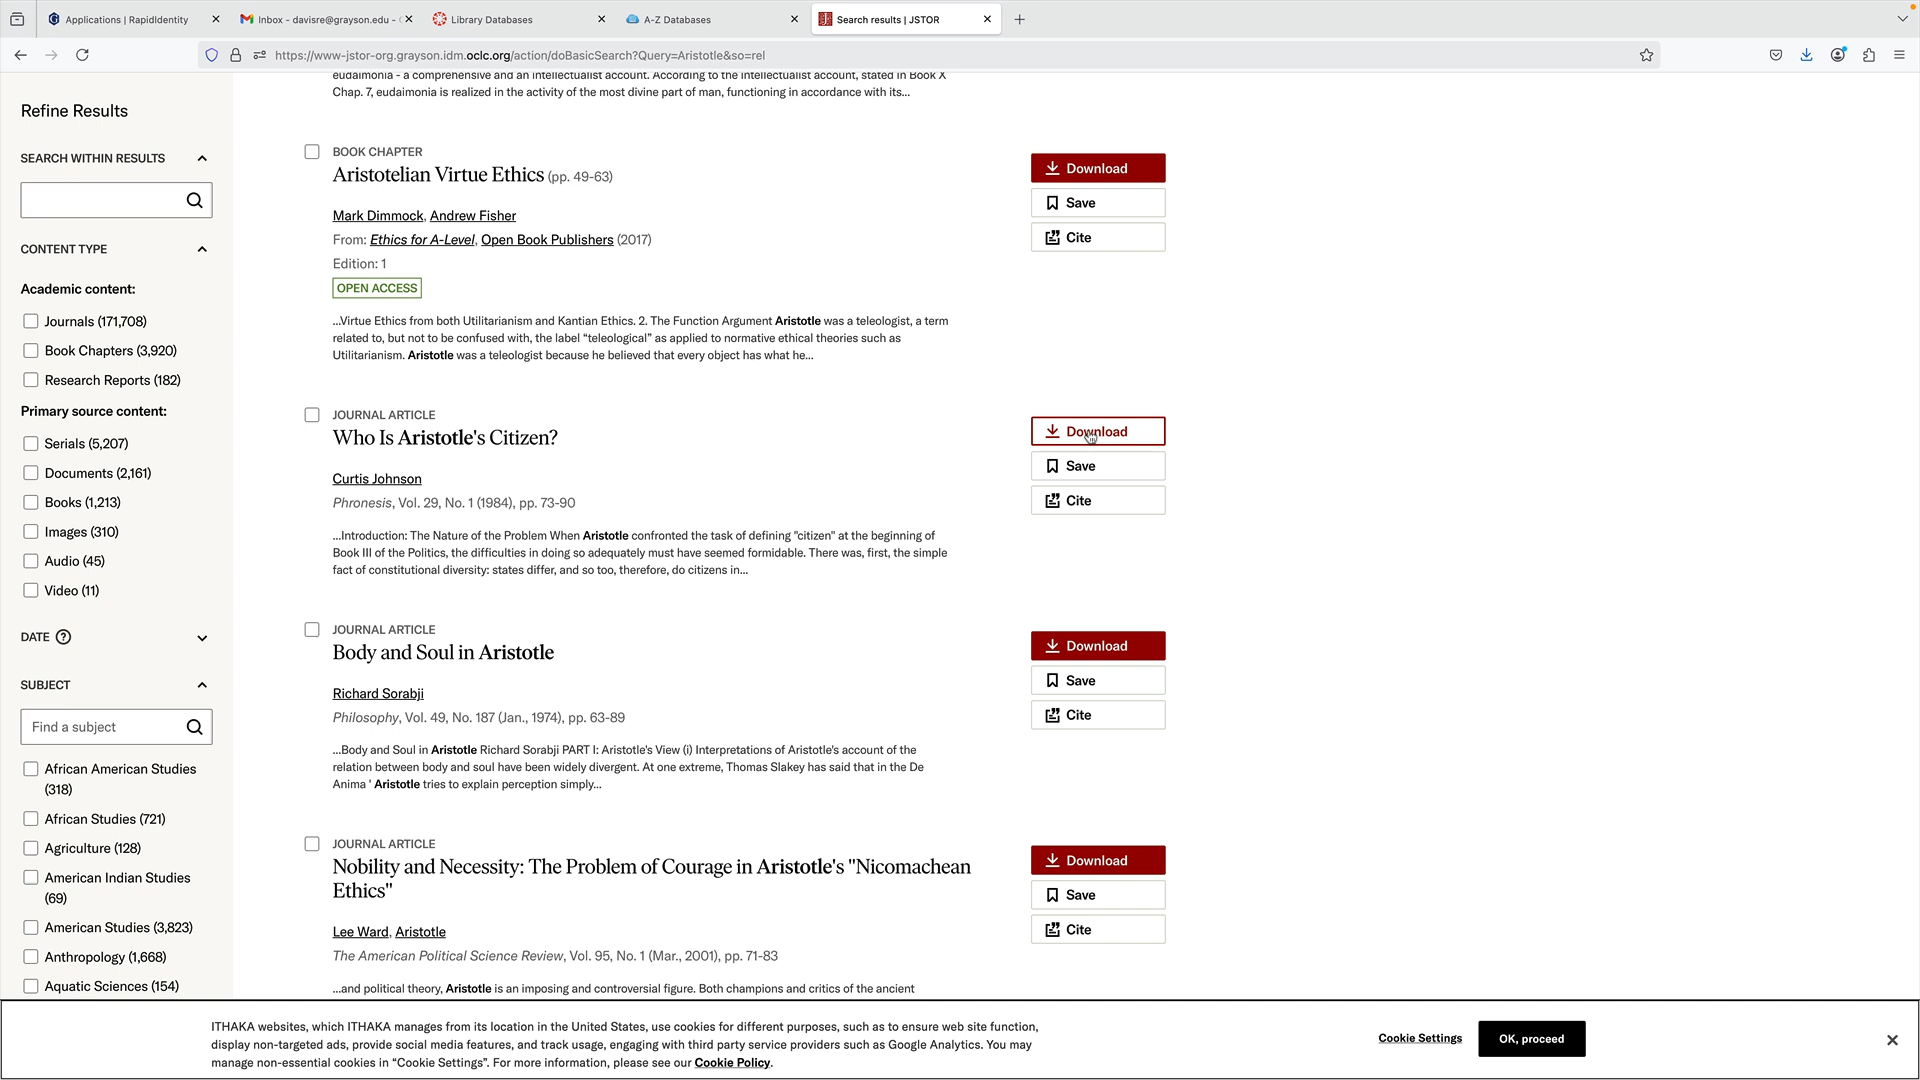 Applications | RapidIdentity
Inbox - davisre@grayson.edu -
Library Databases
A-Z Databases
Search results | JSTOR
https://www-jstor-org.grayson.idm.oclc.org/action/doBasicSearch?Query=Aristotle&so=rel
Refine Results
SEARCH WITHIN RESULTS
CONTENT TYPE
Academic content:
Journals (171,708)
Book Chapters (3,920)
Research Reports (182)
Primary source content:
Serials (5,207)
Documents (2,161)
Books (1,213)
Images (310)
Audio (45)
Video (11)
DATE ?
SUBJECT
Find a subject
African American Studies
(318)
African Studies (721)
Agriculture (128)
American Indian Studies
(69)
American Studies (3,823)
Anthropology (1,668)
Aquatic Sciences (154)
eudaimonia - a comprehensive and an intellectualist account. According to the intellectualist account, stated in Book X
Chap. 7, eudaimonia is realized in the activity of the most divine part of man, functioning in accordance with its...
BOOK CHAPTER
Aristotelian Virtue Ethics (pp. 49-63)
Mark Dimmock, Andrew Fisher
From: Ethics for A-Level, Open Book Publishers (2017)
Edition: 1
OPEN ACCESS
...Virtue Ethics from both Utilitarianism and Kantian Ethics. 2. The Function Argument Aristotle was a teleologist, a term
related to, but not to be confused with, the label “teleological” as applied to normative ethical theories such as
Utilitarianism. Aristotle was a teleologist because he believed that every object has what he...
Download
Save
Cite
JOURNAL ARTICLE
Who Is Aristotle's Citizen?
Curtis Johnson
Phronesis, Vol. 29, No. 1 (1984), pp. 73-90
...Introduction: The Nature of the Problem When Aristotle confronted the task of defining "citizen" at the beginning of
Book III of the Politics, the difficulties in doing so adequately must have seemed formidable. There was, first, the simple
fact of constitutional diversity: states differ, and so too, therefore, do citizens in...
Download
Save
Cite
JOURNAL ARTICLE
Body and Soul in Aristotle
Richard Sorabji
Philosophy, Vol. 49, No. 187 (Jan., 1974), pp. 63-89
...Body and Soul in Aristotle Richard Sorabji PART I: Aristotle's View (i) Interpretations of Aristotle's account of the
relation between body and soul have been widely divergent. At one extreme, Thomas Slakey has said that in the De
Anima ' Aristotle tries to explain perception simply...
Download
Save
Cite
JOURNAL ARTICLE
Nobility and Necessity: The Problem of Courage in Aristotle's "Nicomachean
Ethics"
Lee Ward, Aristotle
The American Political Science Review, Vol. 95, No. 1 (Mar., 2001), pp. 71-83
...and political theory, Aristotle is an imposing and controversial figure. Both champions and critics of the ancient
Download
Save
Cite
ITHAKA websites, which ITHAKA manages from its location in the United States, use cookies for different purposes, such as to ensure web site function,
display non-targeted ads, provide social media features, and track usage, engaging with third party service providers such as Google Analytics. You may
manage non-essential cookies in “Cookie Settings”. For more information, please see our Cookie Policy.
Cookie Settings
OK, proceed